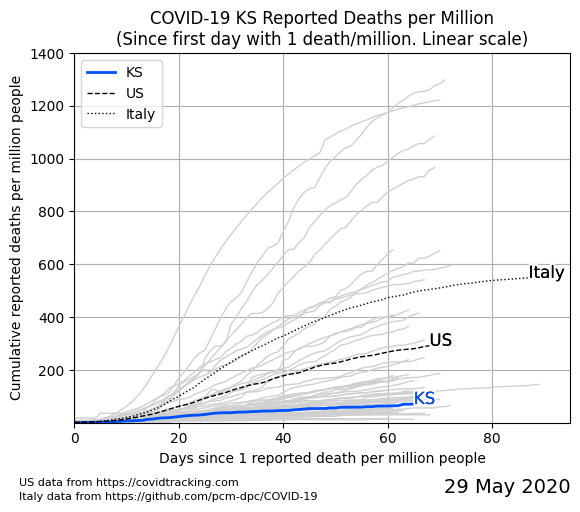 COVID-19 KS Reported Deaths per Million
(Since first day with 1 death/million. Linear scale)
Cumulative reported deaths per million people
1400
1200
1000
800
600
400
200
KS
US
Italy
Italy
US
KS
0
20
40
60
80
Days since 1 reported death per million people
US data from https://covidtracking.com
Italy data from https://github.com/pcm-dpc/COVID-19
29 May 2020